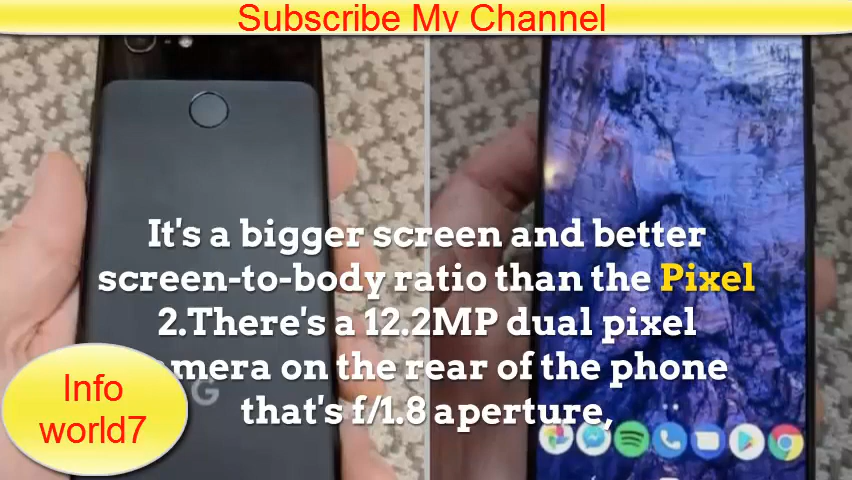 Subscribe My Channel
It's a bigger screen and better
screen-to-body ratio than the Pixel
2.There's a 12.2MP dual pixel
camera on the rear of the phone
that's f/1.8 aperture,
Info
world7
G